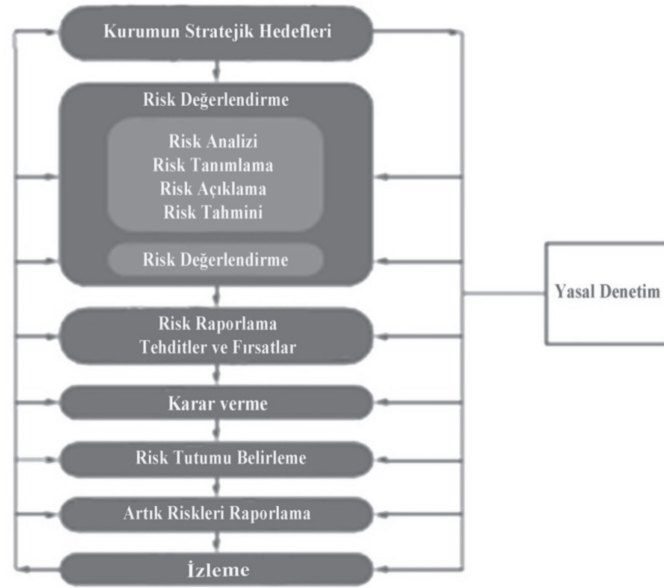 Kurumun Stratejik Hedefleri
Risk Değerlendirme
Risk Analizi
Risk Tanımlama
Risk Açıklama
Risk Tahmini
Risk Değerlendirme
Risk Raporlama
Tehditler ve Fırsatlar
Karar verme
Risk Tutumu Belirleme
Artık Riskleri Raporlama
İzleme
Yasal Denetim